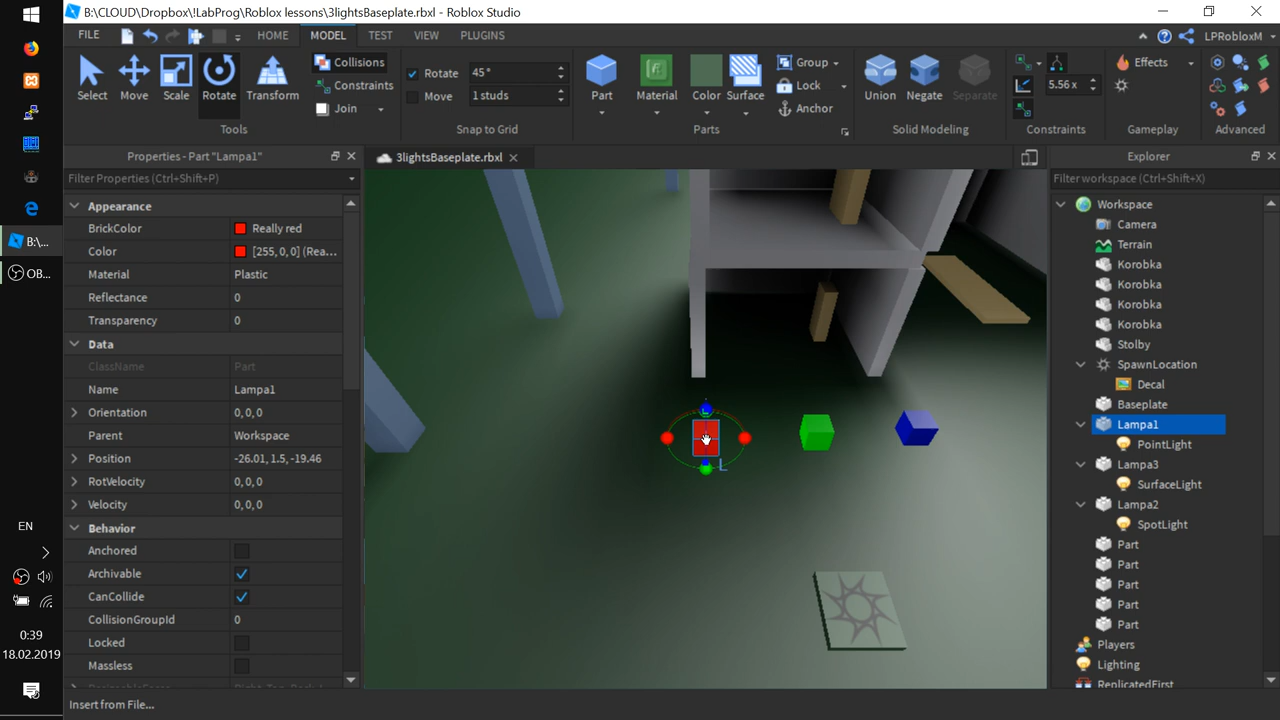 B:\CLOUD\Dropbox\!LabProg\Roblox lessons\3lightsBaseplate.rbxl - Roblox Studio
FILE HOME MODEL TEST VIEW PLUGINS LPRobloxM
Select Move Scale Rotate Transform
Collisions
Constraints
Join
Tools
Rotate 45°
Move 1 studs
Snap to Grid
Part Material Color Surface
Group
Lock
Anchor
Parts
Union Negate Separate
Solid Modeling
5.56 x
Constraints
Effects
Gameplay
Advanced
Properties - Part "Lampa1"
Filter Properties (Ctrl+Shift+P)
Appearance
BrickColor Really red
Color [255, 0, 0] (Rea...
Material Plastic
Reflectance 0
Transparency 0
Data
ClassName Part
Name Lampa1
Orientation 0, 0, 0
Parent Workspace
Position -26.01, 1.5, -19.46
RotVelocity 0, 0, 0
Velocity 0, 0, 0
Behavior
Anchored
Archivable
CanCollide
CollisionGroupId 0
Locked
Massless
3lightsBaseplate.rbxl
L
Explorer
Filter workspace (Ctrl+Shift+X)
Workspace
Camera
Terrain
Korobka
Korobka
Korobka
Korobka
Stolby
SpawnLocation
Decal
Baseplate
Lampa1
PointLight
Lampa3
SurfaceLight
Lampa2
SpotLight
Part
Part
Part
Part
Part
Players
Lighting
ReplicatedFirst
Insert from File...
B:\...
OB...
EN
0:39
18.02.2019